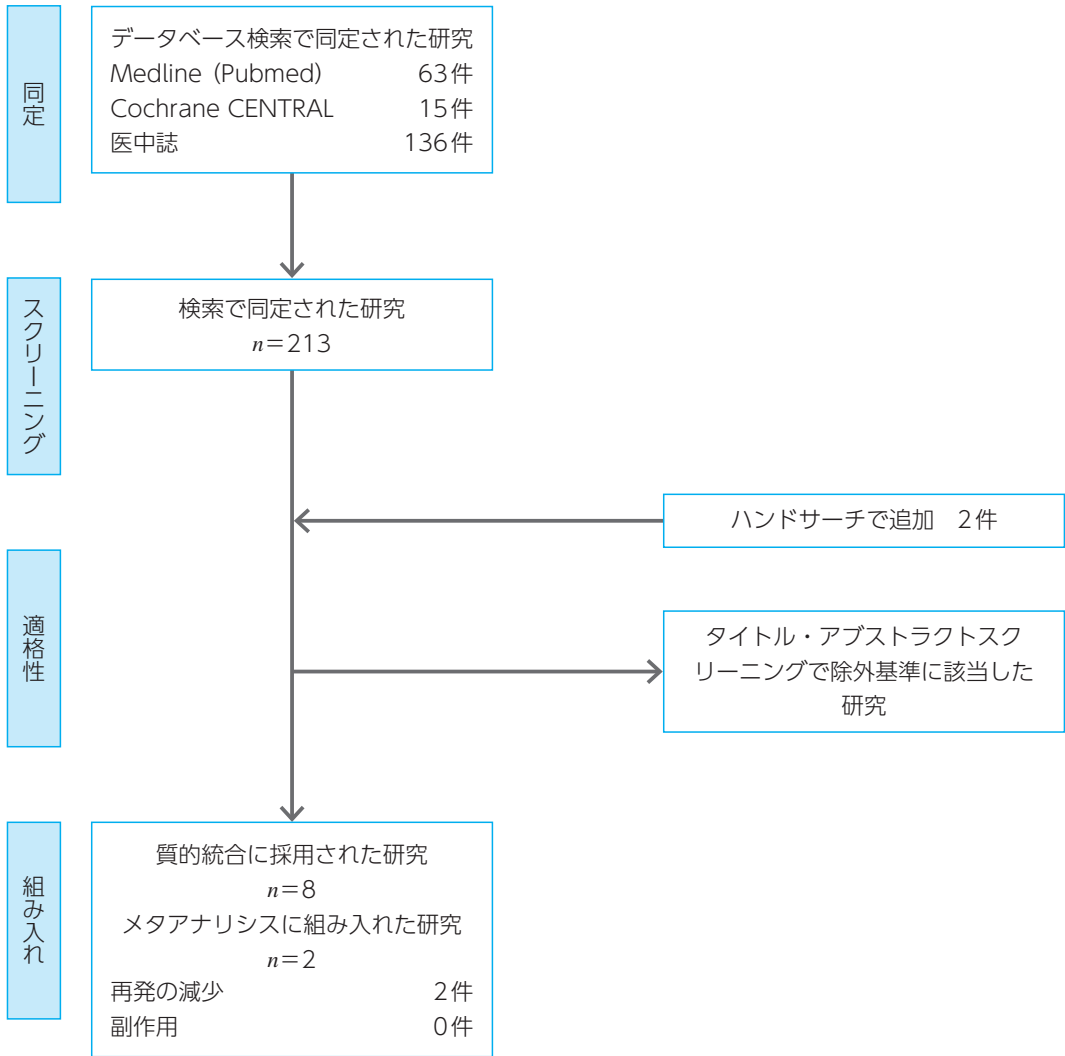 同定
データベース検索で同定された研究
Medline (Pubmed) 63件
Cochrane CENTRAL 15件
医中誌 136件
スクリーニング
検索で同定された研究
n=213
ハンドサーチで追加 2件
適格性
タイトル・アブストラクトスク
リーニングで除外基準に該当した
研究
組み入れ
質的統合に採用された研究
n=8
メタアナリシスに組み入れた研究
n=2
再発の減少 2件
副作用 0件